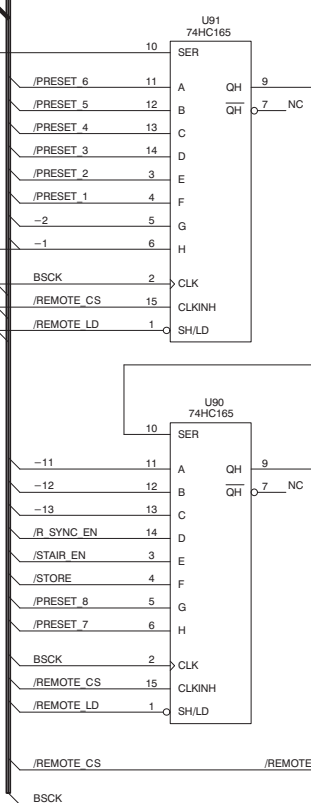 U91
74HC165
10 SER
/PRESET_6 11 A QH 9
/PRESET_5 12 B QH 7 NC
/PRESET_4 13 C
/PRESET_3 14 D
/PRESET_2 3 E
/PRESET_1 4 F
−2 5 G
−1 6 H
BSCK 2 CLK
/REMOTE_CS 15 CLKINH
/REMOTE_LD 1 SH/LD
U90
74HC165
10 SER
−11 11 A QH 9
−12 12 B QH 7 NC
−13 13 C
/R_SYNC_EN 14 D
/STAIR_EN 3 E
/STORE 4 F
/PRESET_8 5 G
/PRESET_7 6 H
BSCK 2 CLK
/REMOTE_CS 15 CLKINH
/REMOTE_LD 1 SH/LD
/REMOTE_CS /REMOTE
BSCK